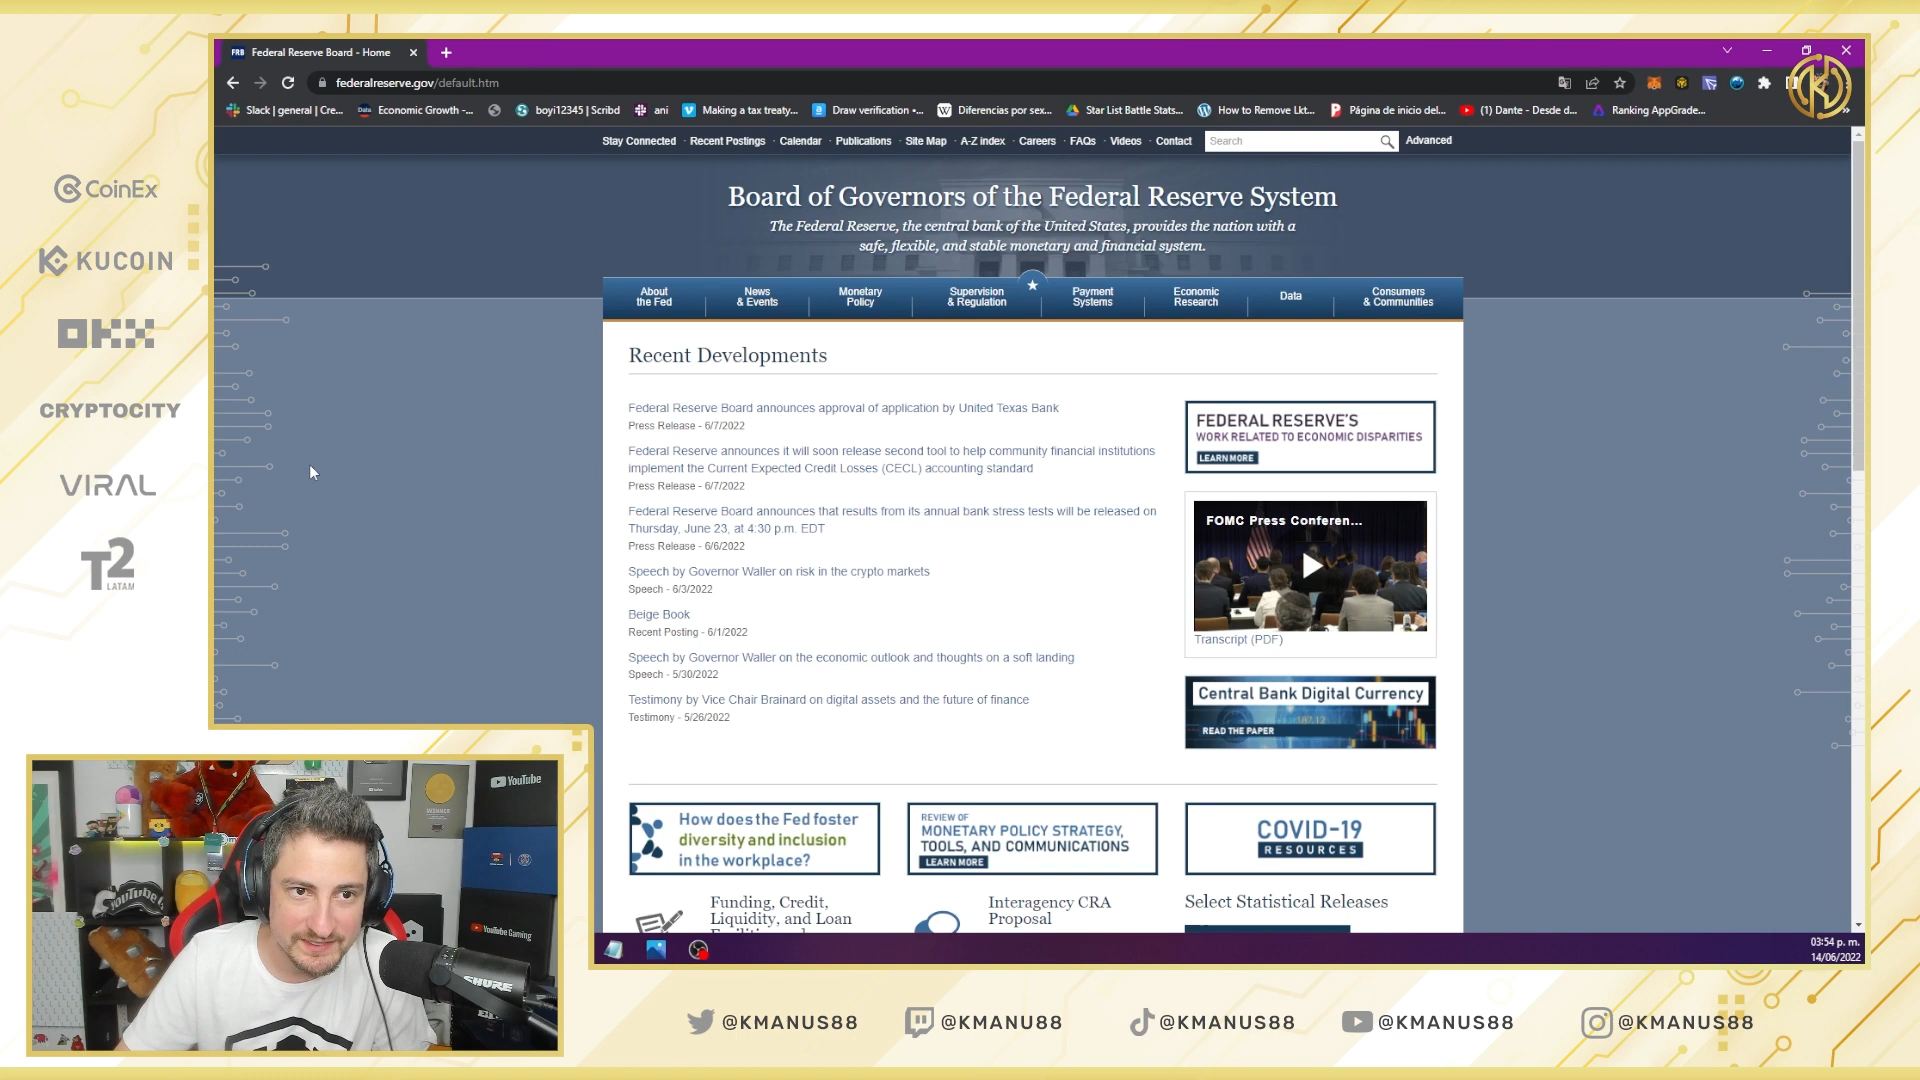 FRB Federal Reserve Board - Home
federalreserve.gov/default.htm
Slack | general | Cre...
Economic Growth -...
boyi12345 | Scribd
ani
Making a tax treaty...
Draw verification -...
Diferencias por sex...
Star List Battle Stats...
How to Remove Lkt...
Página de inicio del...
(1) Dante - Desde d...
Ranking AppGrade...
Stay Connected Recent Postings Calendar Publications Site Map A-Z index Careers FAQs Videos Contact Search Advanced
Board of Governors of the Federal Reserve System
The Federal Reserve, the central bank of the United States, provides the nation with a
safe, flexible, and stable monetary and financial system.
About
the Fed
News
& Events
Monetary
Policy
Supervision
& Regulation
Payment
Systems
Economic
Research
Data
Consumers
& Communities
Recent Developments
Federal Reserve Board announces approval of application by United Texas Bank
Press Release - 6/7/2022
Federal Reserve announces it will soon release second tool to help community financial institutions
implement the Current Expected Credit Losses (CECL) accounting standard
Press Release - 6/7/2022
Federal Reserve Board announces that results from its annual bank stress tests will be released on
Thursday, June 23, at 4:30 p.m. EDT
Press Release - 6/6/2022
Speech by Governor Waller on risk in the crypto markets
Speech - 6/3/2022
Beige Book
Recent Posting - 6/1/2022
Speech by Governor Waller on the economic outlook and thoughts on a soft landing
Speech - 5/30/2022
Testimony by Vice Chair Brainard on digital assets and the future of finance
Testimony - 5/26/2022
FEDERAL RESERVE'S
WORK RELATED TO ECONOMIC DISPARITIES
LEARN MORE
FOMC Press Conferen...
Transcript (PDF)
Central Bank Digital Currency
READ THE PAPER
How does the Fed foster
diversity and inclusion
in the workplace?
REVIEW OF
MONETARY POLICY STRATEGY,
TOOLS, AND COMMUNICATIONS
LEARN MORE
COVID-19
RESOURCES
Funding, Credit,
Liquidity, and Loan
Interagency CRA
Proposal
Select Statistical Releases
03:54 p. m.
14/06/2022
CoinEx
KUCOIN
OKX
CRYPTOCITY
VIRAL
T2
LATAM
YouTube
YouTube
YouTube Gaming
SHURE
@KMANUS88
@KMANU88
@KMANUS88
@KMANUS88
@KMANUS88